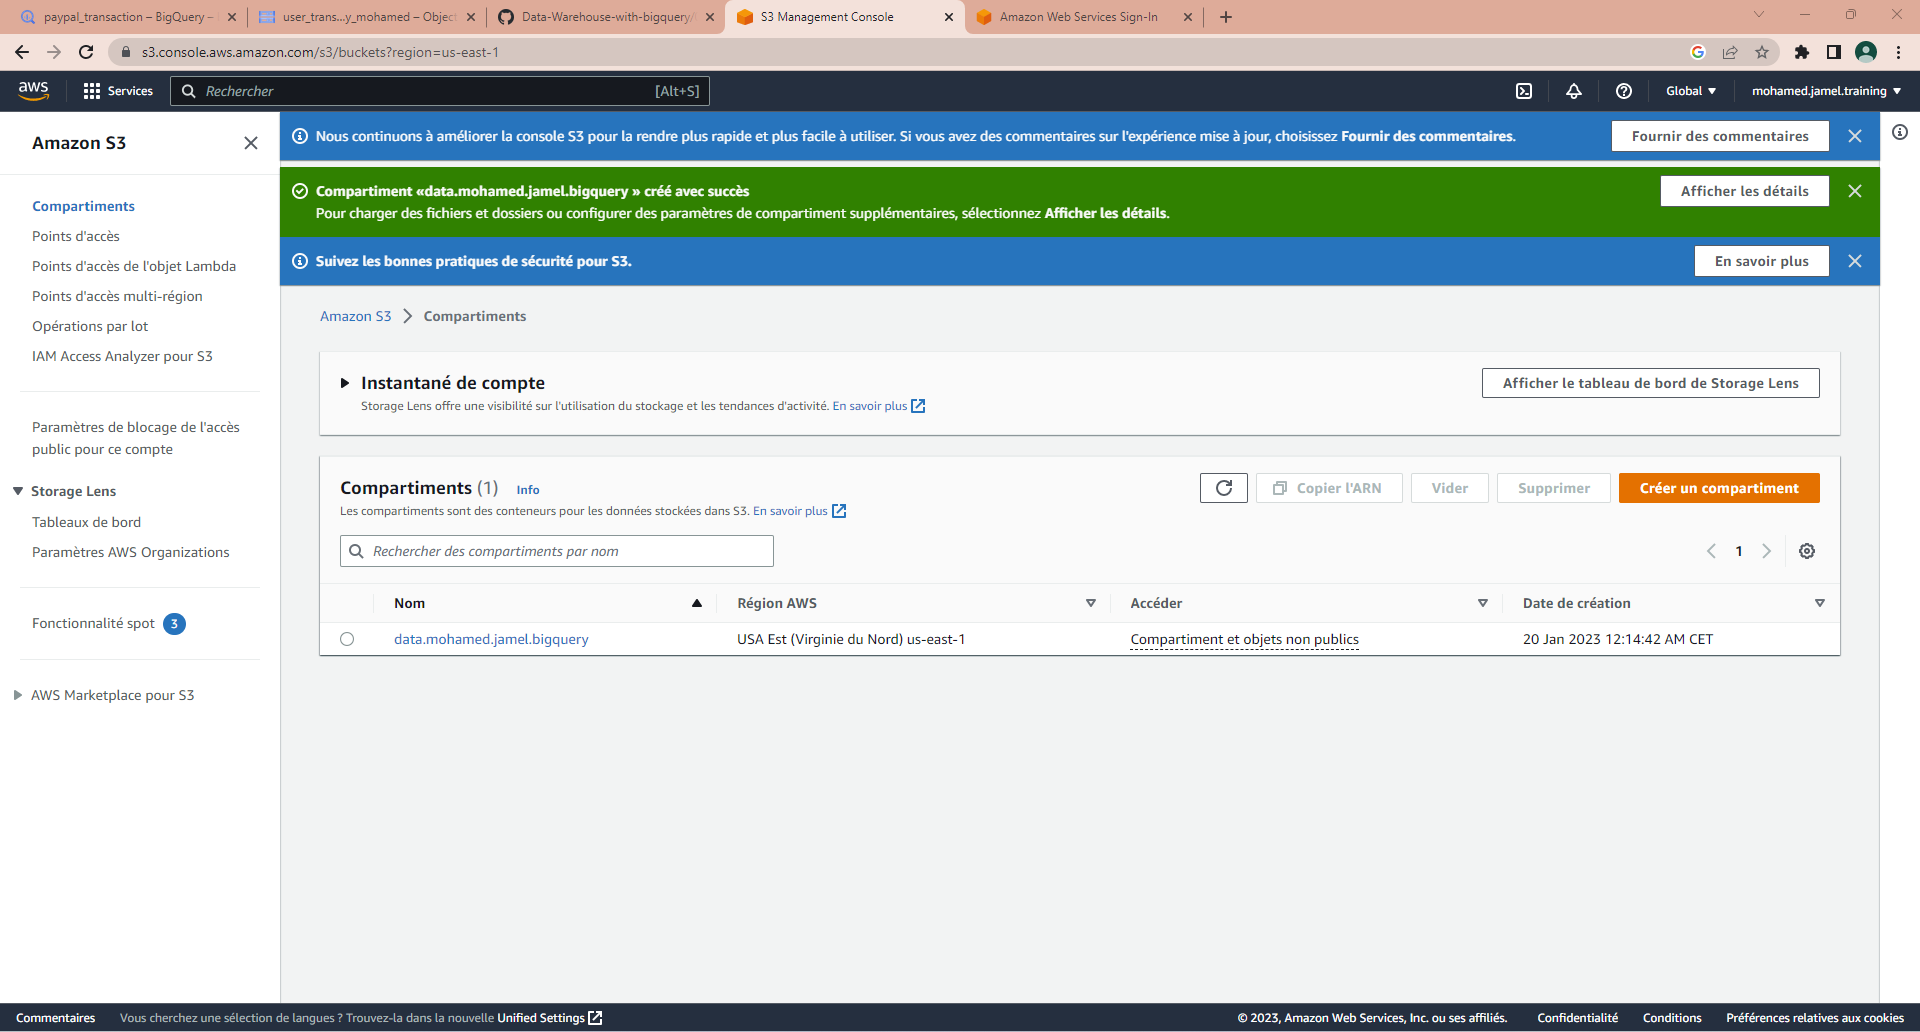 paypal_transaction – BigQuery –
user_trans…y_mohamed – Object
Data-Warehouse-with-bigquery/
S3 Management Console
Amazon Web Services Sign-In
s3.console.aws.amazon.com/s3/buckets?region=us-east-1
aws
Services
Rechercher
[Alt+S]
Global
mohamed.jamel.training
Amazon S3
Compartiments
Points d'accès
Points d'accès de l'objet Lambda
Points d'accès multi-région
Opérations par lot
IAM Access Analyzer pour S3
Paramètres de blocage de l'accès
public pour ce compte
Storage Lens
Tableaux de bord
Paramètres AWS Organizations
Fonctionnalité spot 3
AWS Marketplace pour S3
Nous continuons à améliorer la console S3 pour la rendre plus rapide et plus facile à utiliser. Si vous avez des commentaires sur l'expérience mise à jour, choisissez Fournir des commentaires.
Fournir des commentaires
Compartiment «data.mohamed.jamel.bigquery » créé avec succès
Pour charger des fichiers et dossiers ou configurer des paramètres de compartiment supplémentaires, sélectionnez Afficher les détails.
Afficher les détails
Suivez les bonnes pratiques de sécurité pour S3.
En savoir plus
Amazon S3
Compartiments
Instantané de compte
Storage Lens offre une visibilité sur l'utilisation du stockage et les tendances d'activité. En savoir plus
Afficher le tableau de bord de Storage Lens
Compartiments (1) Info
Les compartiments sont des conteneurs pour les données stockées dans S3. En savoir plus
Copier l'ARN
Vider
Supprimer
Créer un compartiment
Rechercher des compartiments par nom
1
Nom
Région AWS
Accéder
Date de création
data.mohamed.jamel.bigquery
USA Est (Virginie du Nord) us-east-1
Compartiment et objets non publics
20 Jan 2023 12:14:42 AM CET
Commentaires
Vous cherchez une sélection de langues ? Trouvez-la dans la nouvelle Unified Settings
© 2023, Amazon Web Services, Inc. ou ses affiliés.
Confidentialité
Conditions
Préférences relatives aux cookies